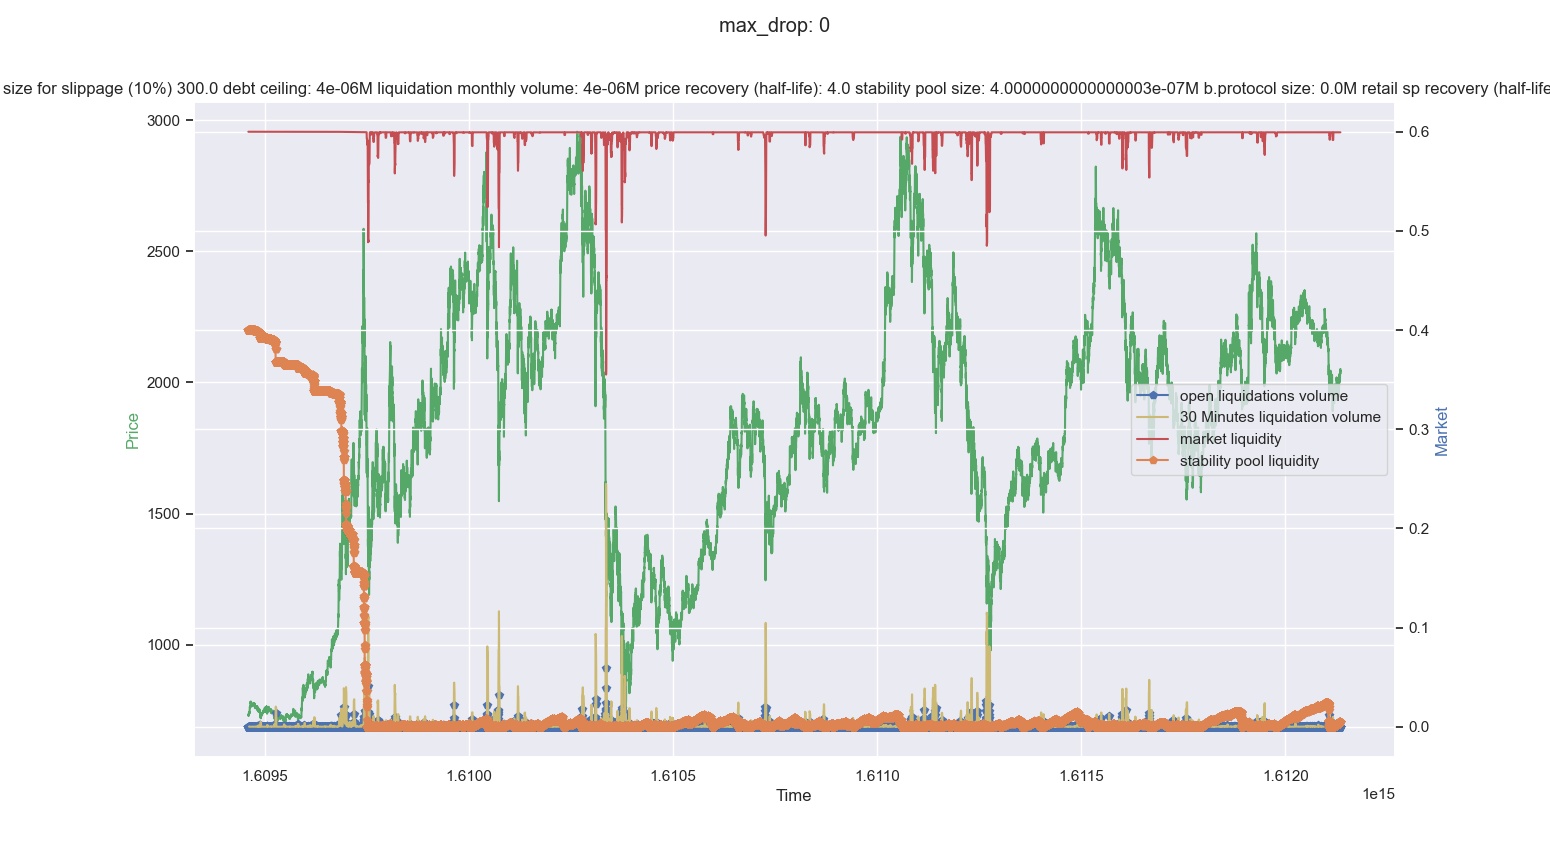 max_drop: 0
size for slippage (10%) 300.0 debt ceiling: 4e-06M liquidation monthly volume: 4e-06M price recovery (half-life): 4.0 stability pool size: 4.0000000000000003e-07M b.protocol size: 0.0M retail sp recovery (half-life
3000
2500
2000
1500
1000
Price
0.6
0.5
0.4
0.3
0.2
0.1
0.0
Market
open liquidations volume
30 Minutes liquidation volume
market liquidity
stability pool liquidity
1.6095 1.6100 1.6105 1.6110 1.6115 1.6120
Time
1e15